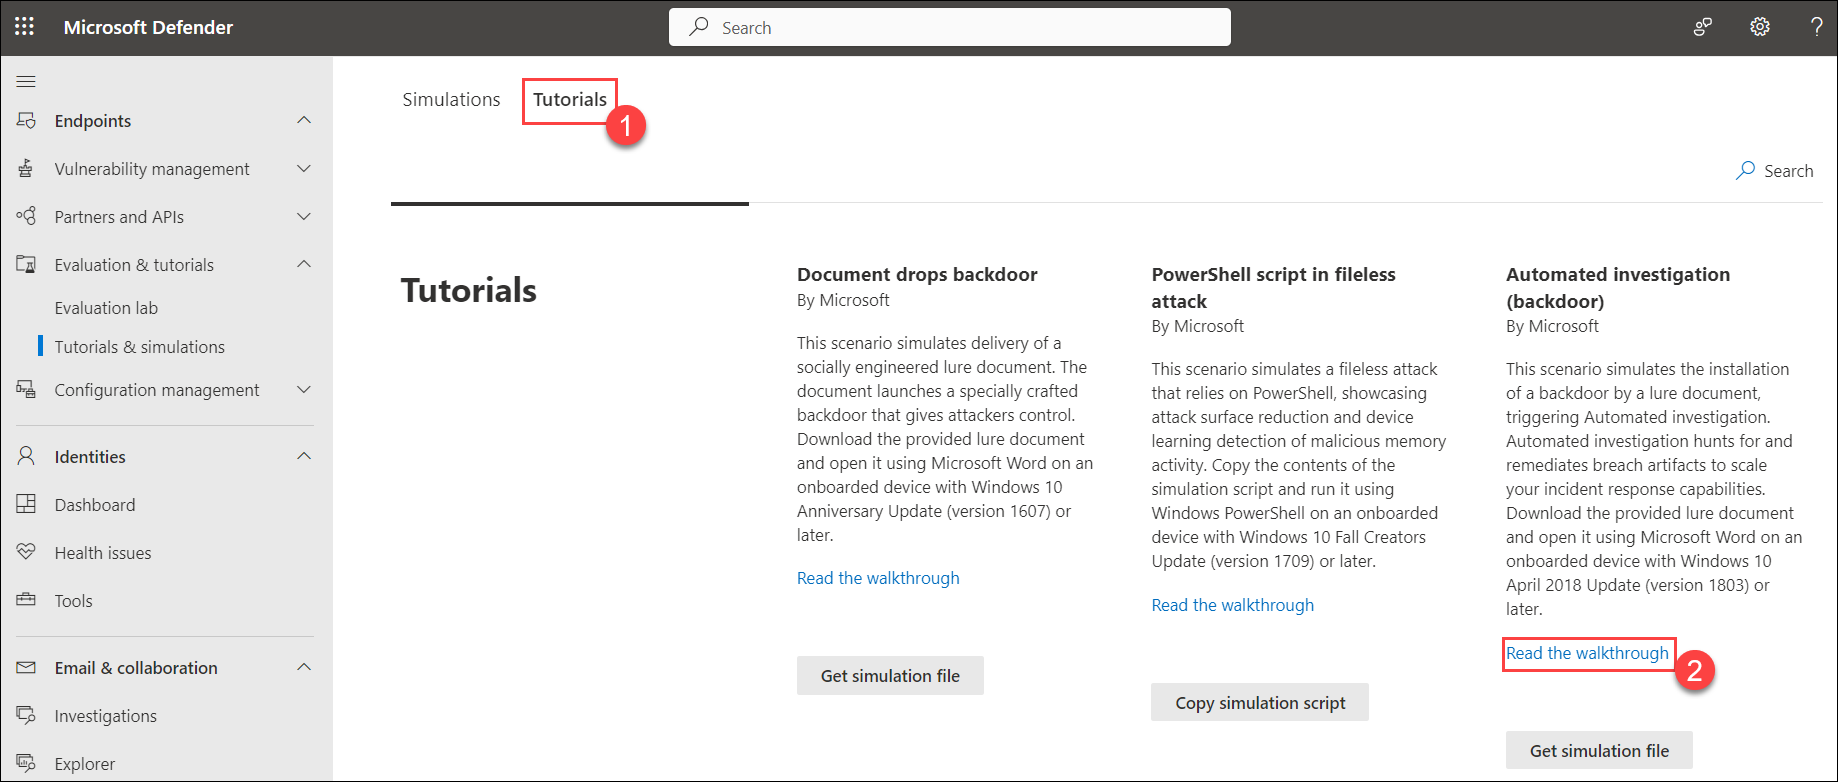 Microsoft Defender
Search
?
Endpoints
Vulnerability management
Partners and APIs
Evaluation & tutorials
Evaluation lab
Tutorials & simulations
Configuration management
Identities
Dashboard
Health issues
Tools
Email & collaboration
Investigations
Explorer
Simulations
Tutorials
1
Search
Tutorials
Document drops backdoor
By Microsoft
This scenario simulates delivery of a
socially engineered lure document. The
document launches a specially crafted
backdoor that gives attackers control.
Download the provided lure document
and open it using Microsoft Word on an
onboarded device with Windows 10
Anniversary Update (version 1607) or
later.
Read the walkthrough
Get simulation file
PowerShell script in fileless
attack
By Microsoft
This scenario simulates a fileless attack
that relies on PowerShell, showcasing
attack surface reduction and device
learning detection of malicious memory
activity. Copy the contents of the
simulation script and run it using
Windows PowerShell on an onboarded
device with Windows 10 Fall Creators
Update (version 1709) or later.
Read the walkthrough
Copy simulation script
Automated investigation
(backdoor)
By Microsoft
This scenario simulates the installation
of a backdoor by a lure document,
triggering Automated investigation.
Automated investigation hunts for and
remediates breach artifacts to scale
your incident response capabilities.
Download the provided lure document
and open it using Microsoft Word on an
onboarded device with Windows 10
April 2018 Update (version 1803) or
later.
Read the walkthrough
2
Get simulation file